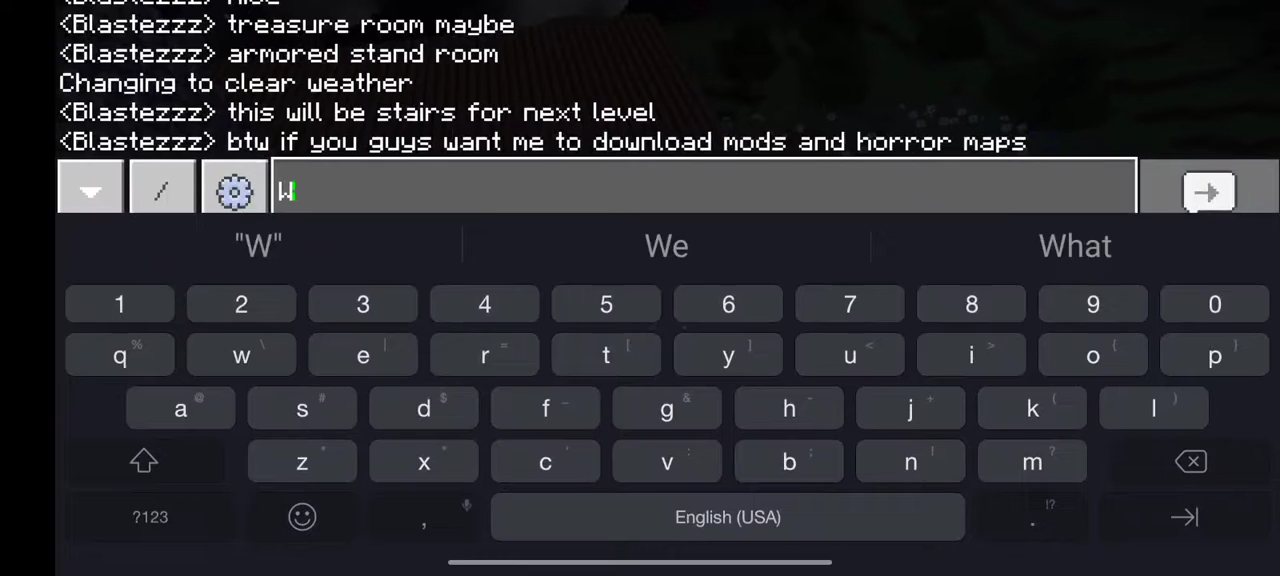 <Blastezzz> treasure room maybe
<Blastezzz> armored stand room
Changing to clear weather
<Blastezzz> this will be stairs for next level
<Blastezzz> btw if you guys want me to download mods and horror maps
/ W
"W" We What
1 2 3 4 5 6 7 8 9 0
q % w \ e | r = t [ y ] u < i > o { p }
a @ s # d $ f _ g & h - j + k ( l )
z * x " c ' v : b ; n ! m ?
?123 , English (USA) . !?